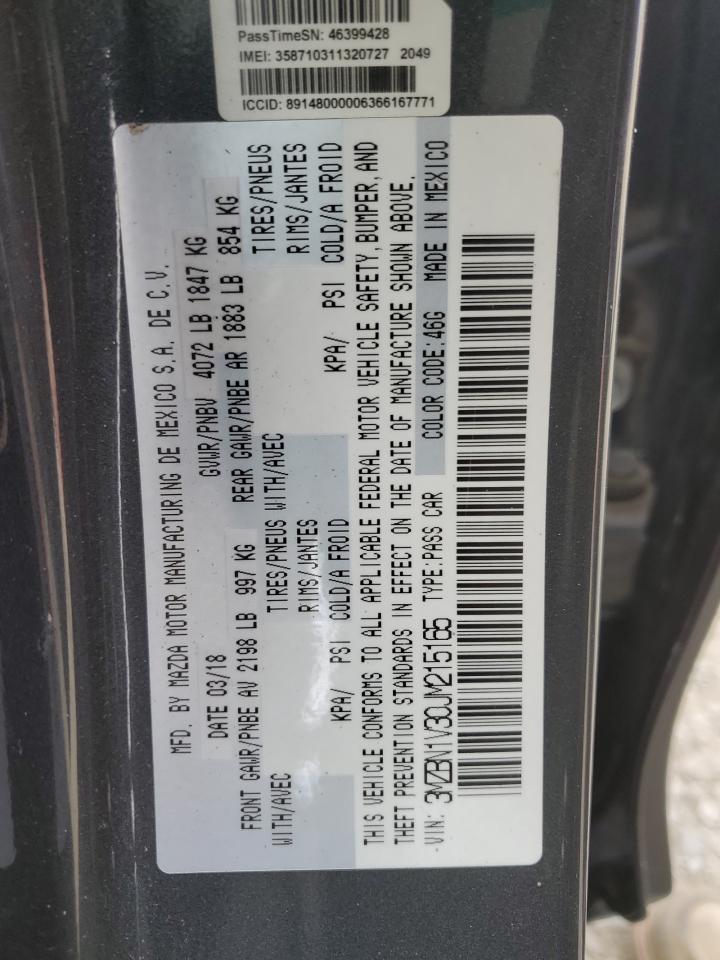 PassTimeSN: 46399428
IMEI: 358710311320727 2049
ICCID: 89148000006366167771
MFD. BY MAZDA MOTOR MANUFACTURING DE MEXICO S.A. DE C.V.
DATE 03/18 GVWR/PNBV 4072 LB 1847 KG
FRONT GAWR/PNBE AV 2198 LB 997 KG REAR GAWR/PNBE AR 1883 LB 854 KG
WITH/AVEC TIRES/PNEUS WITH/AVEC TIRES/PNEUS
RIMS/JANTES RIMS/JANTES
KPA/ PSI COLD/A FROID KPA/ PSI COLD/A FROID
THIS VEHICLE CONFORMS TO ALL APPLICABLE FEDERAL MOTOR VEHICLE SAFETY, BUMPER, AND
THEFT PREVENTION STANDARDS IN EFFECT ON THE DATE OF MANUFACTURE SHOWN ABOVE.
VIN: 3MZBN1V30JM215165 TYPE:PASS CAR COLOR CODE:46G MADE IN MEXICO